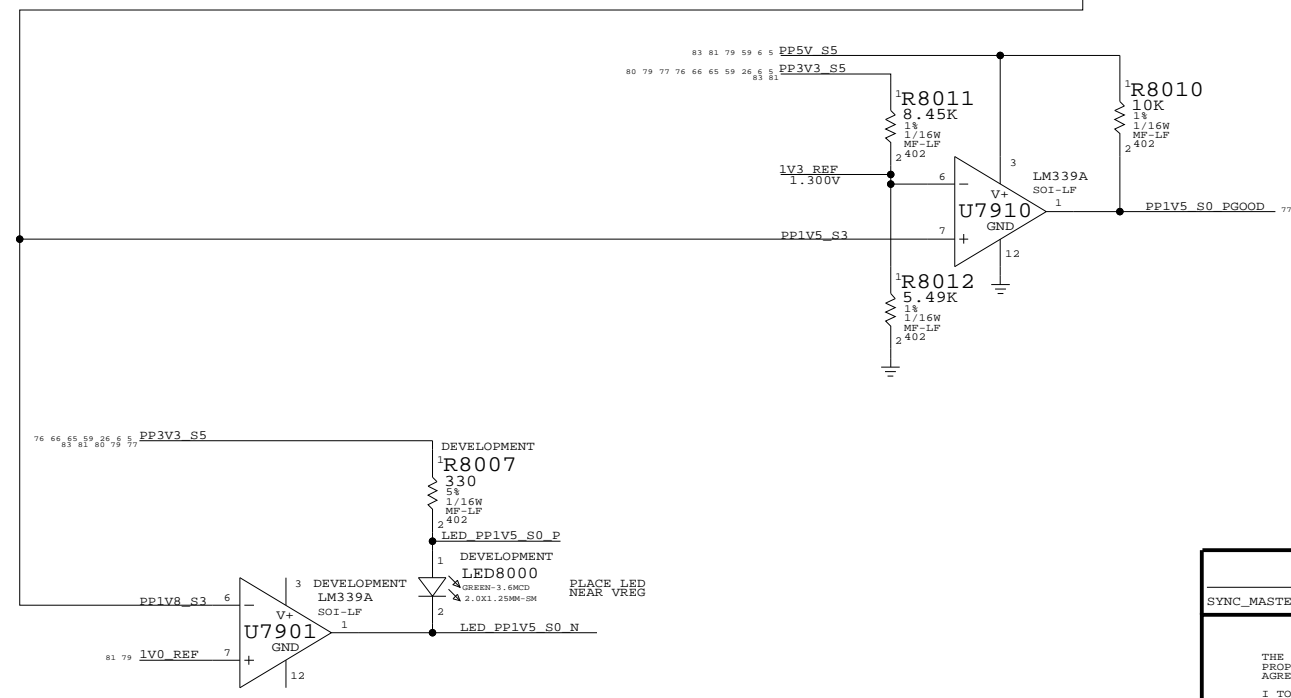 83 81 79 59 6 5 PP5V_S5
80 79 77 76 66 65 59 26 6 5 PP3V3_S5
83 81
1
R8011
8.45K
1%
1/16W
MF-LF
2 402
1
R8010
10K
1%
1/16W
MF-LF
2 402
1V3_REF
1.300V
6
3
V+
LM339A
SOI-LF
U7910
1
PP1V5_S0_PGOOD 77
GND
PP1V5_S3
7
12
1
R8012
5.49K
1%
1/16W
MF-LF
2 402
76 66 65 59 26 6 5 PP3V3_S5
83 81 80 79 77
DEVELOPMENT
1
R8007
330
5%
1/16W
MF-LF
2 402
LED_PP1V5_S0_P
1
DEVELOPMENT
LED8000
GREEN-3.6MCD
2.0X1.25MM-SM
2
PLACE LED
NEAR VREG
3
DEVELOPMENT
LM339A
SOI-LF
PP1V8_S3
6
V+
U7901
1
LED_PP1V5_S0_N
GND
81 79 1V0_REF
7
12
SYNC_MASTE
THE
PROP
AGRE
I TO